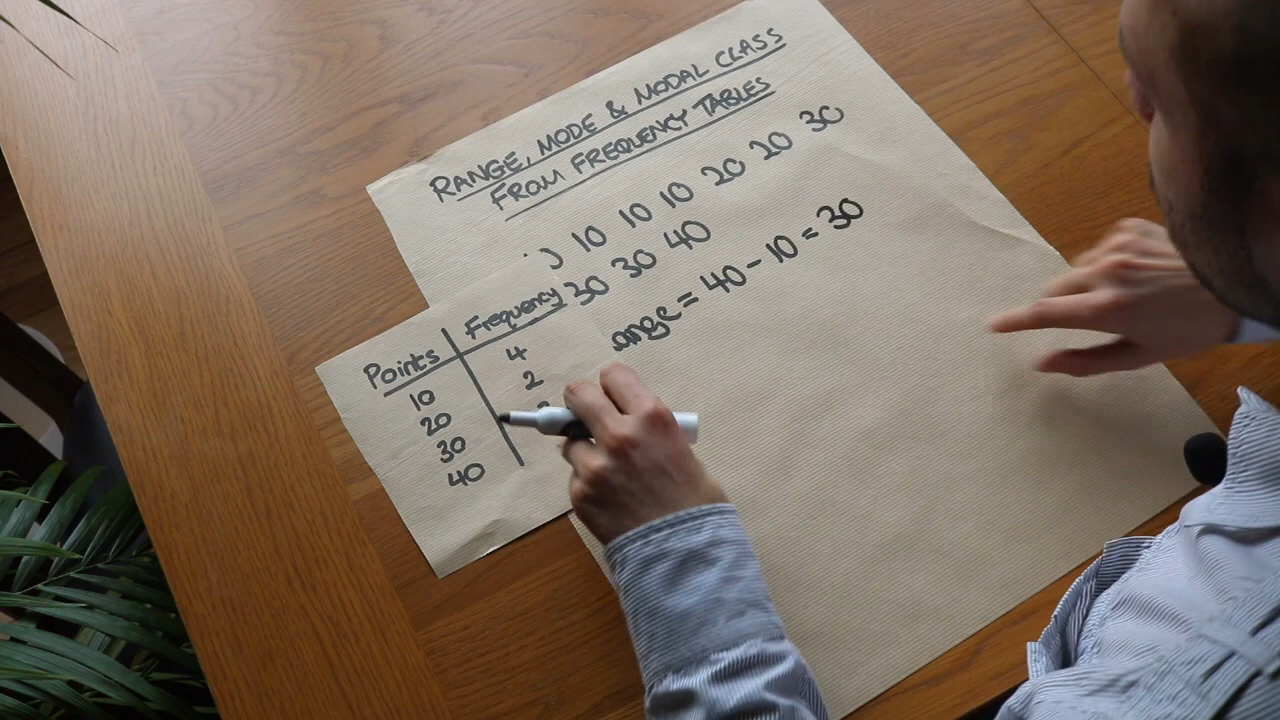 RANGE, MODE & MODAL CLASS
FROM FREQUENCY TABLES
10 10 10 20 20 30
30 30 40
ange = 40 - 10 = 30
Points Frequency
10 4
20 2
30
40